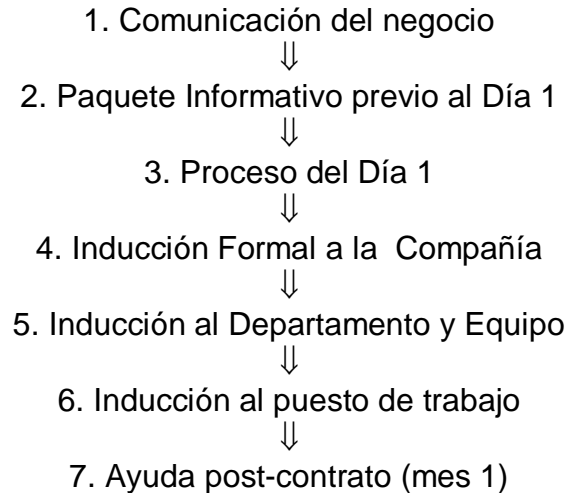 1. Comunicación del negocio
⇓
2. Paquete Informativo previo al Día 1
⇓
3. Proceso del Día 1
⇓
4. Inducción Formal a la  Compañía
⇓
5. Inducción al Departamento y Equipo
⇓
6. Inducción al puesto de trabajo
⇓
7. Ayuda post-contrato (mes 1)